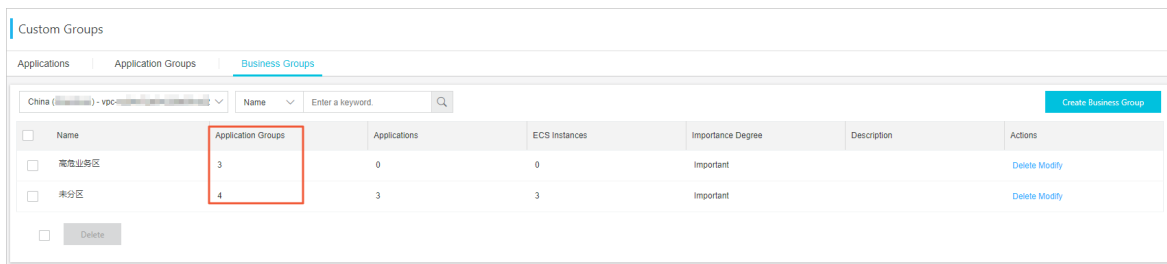 Custom Groups
Applications Application Groups Business Groups
China ( ) - vpc- Name Enter a keyword. Create Business Group
Name Application Groups Applications ECS Instances Importance Degree Description Actions
高危业务区 3 0 0 Important Delete Modify
未分区 4 3 3 Important Delete Modify
Delete